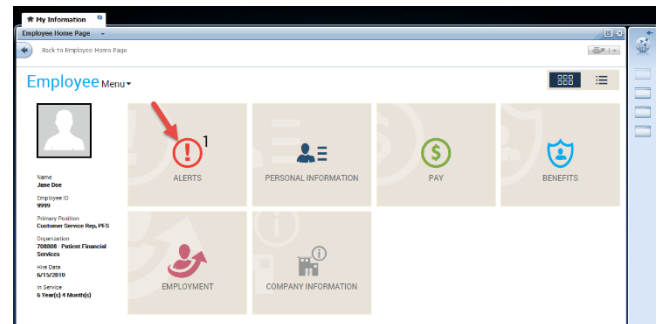 My Information
Employee Home Page
Back to Employee Home Page
Employee Menu
1
ALERTS
PERSONAL INFORMATION
PAY
BENEFITS
Name
Jane Doe
Employee ID
9999
Primary Position
Customer Service Rep, PFS
Organization
708808 - Patient Financial
Services
Hire Date
6/15/2010
In Service
6 Year(s) 4 Month(s)
EMPLOYMENT
COMPANY INFORMATION